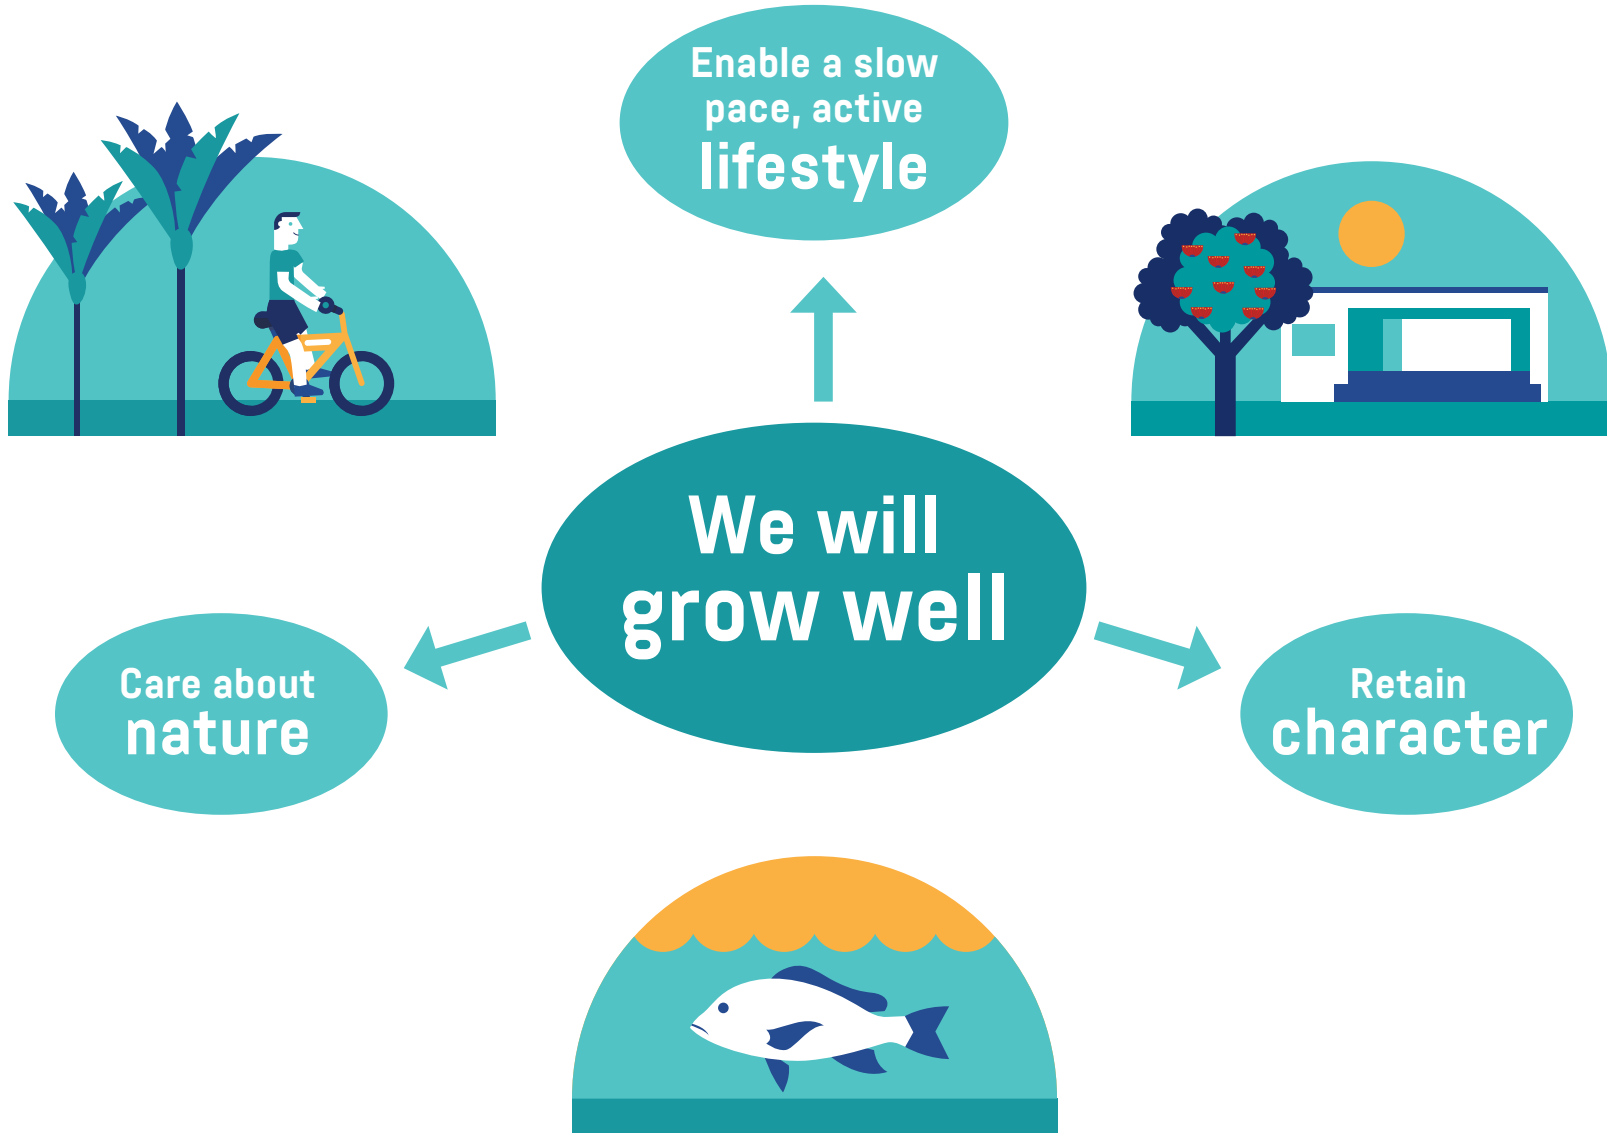 Enable a slow
pace, active
lifestyle
We will
grow well
Care about
nature
Retain
character